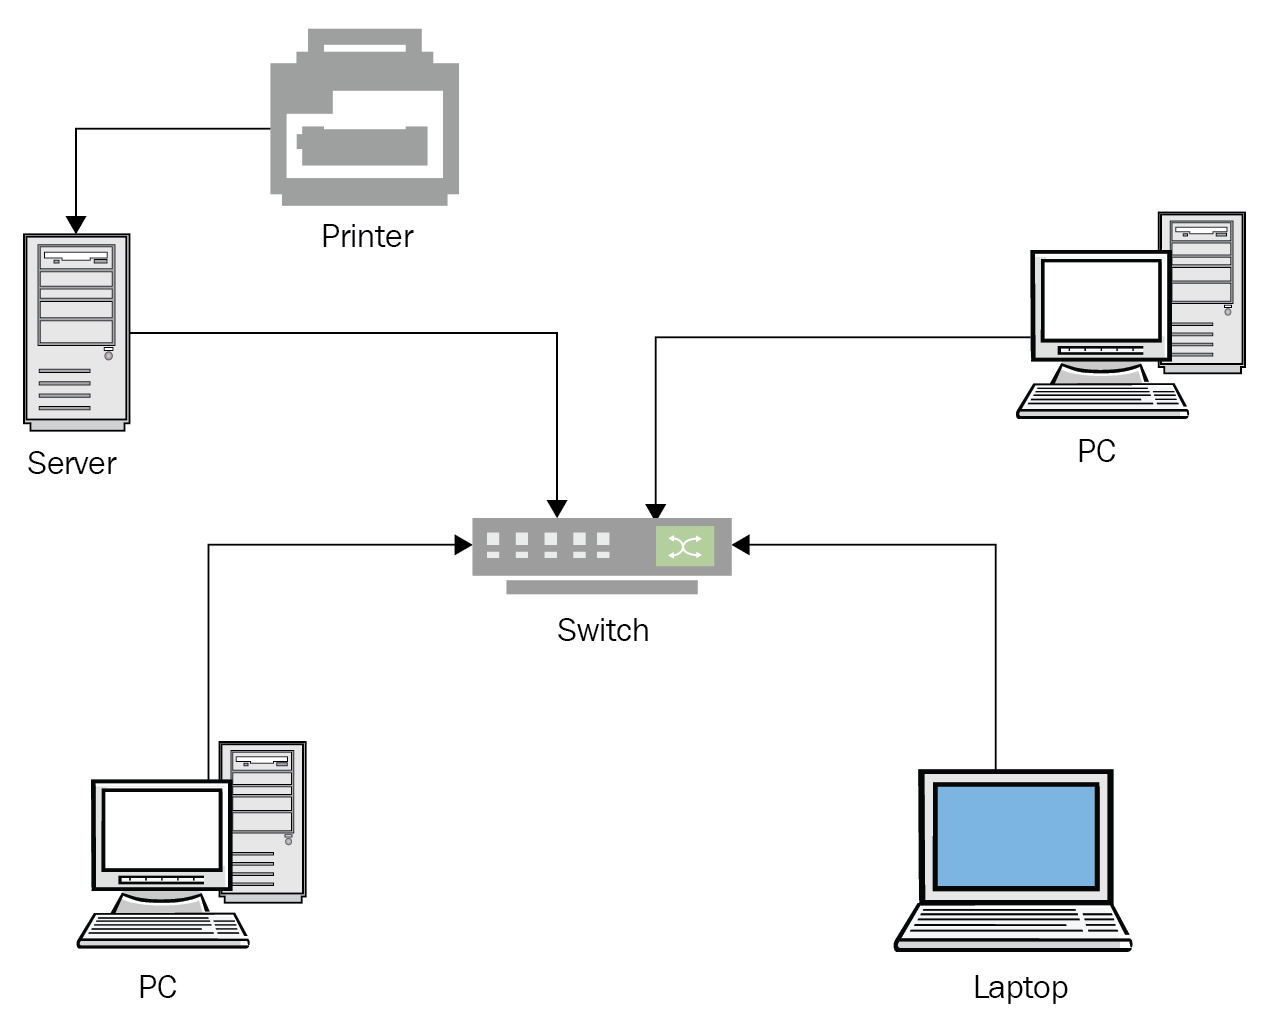 Printer
Server
PC
Switch
PC
Laptop